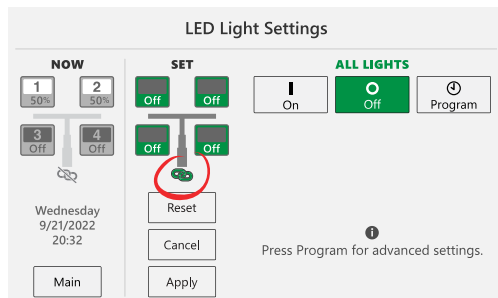 LED Light Settings
NOW
1
50%
2
50%
3
Off
4
Off
Wednesday
9/21/2022
20:32
Main
SET
Off
Off
Off
Off
Reset
Cancel
Apply
ALL LIGHTS
On
Off
Program
Press Program for advanced settings.